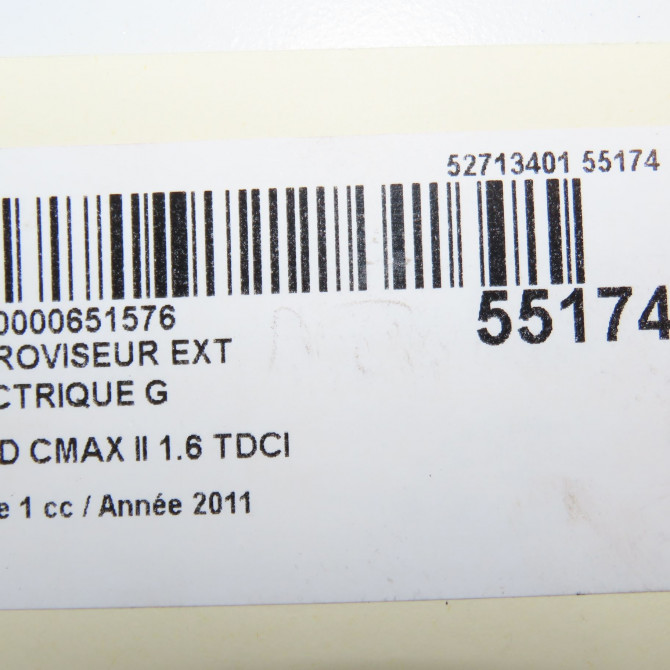 52713401 55174
0000651576
55174
ROVISEUR EXT
CTRIQUE G
D CMAX II 1.6 TDCI
e 1 cc / Année 2011